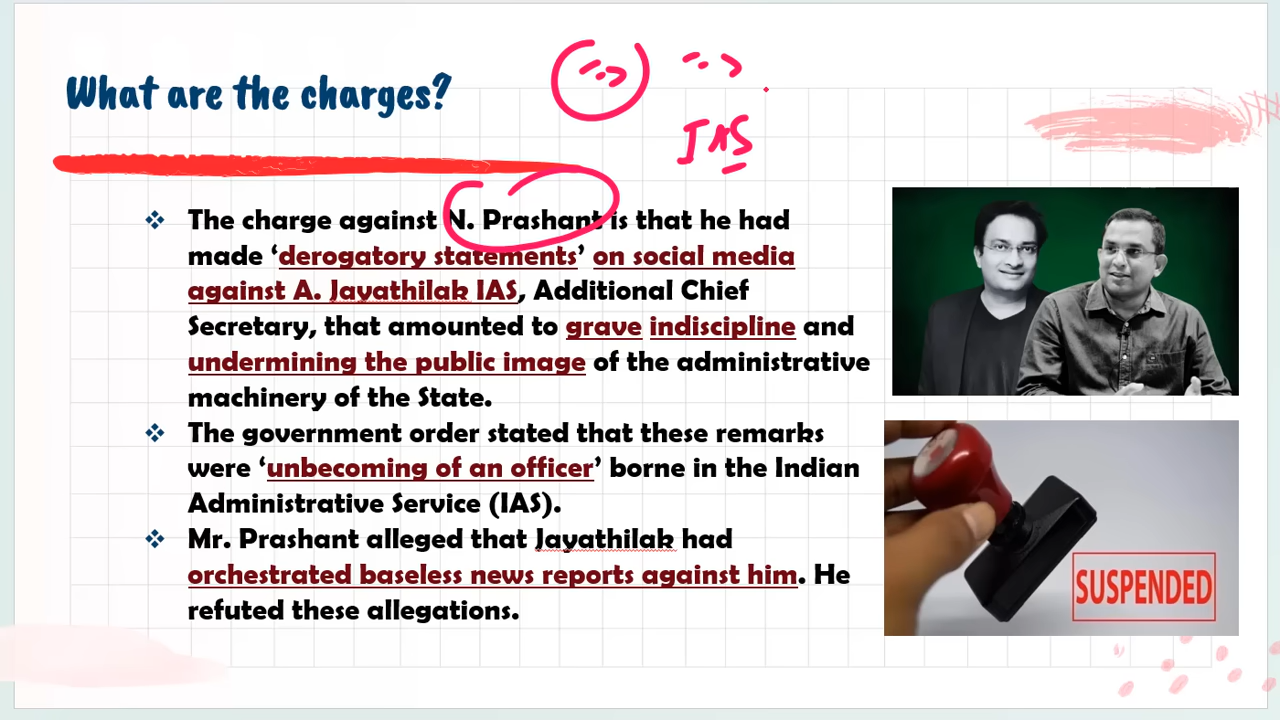 What are the charges?
IAS
❖ The charge against N. Prashant is that he had
made ‘derogatory statements’ on social media
against A. Jayathilak IAS, Additional Chief
Secretary, that amounted to grave indiscipline and
undermining the public image of the administrative
machinery of the State.
❖ The government order stated that these remarks
were ‘unbecoming of an officer’ borne in the Indian
Administrative Service (IAS).
❖ Mr. Prashant alleged that Jayathilak had
orchestrated baseless news reports against him. He
refuted these allegations.
SUSPENDED